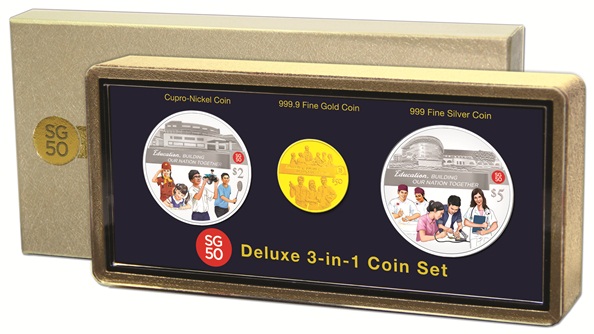 SG
50
Cupro-Nickel Coin
999.9 Fine Gold Coin
999 Fine Silver Coin
Education, BUILDING
OUR NATION TOGETHER
$2
Education, BUILDING
OUR NATION TOGETHER
$5
SG
50
Deluxe 3-in-1 Coin Set